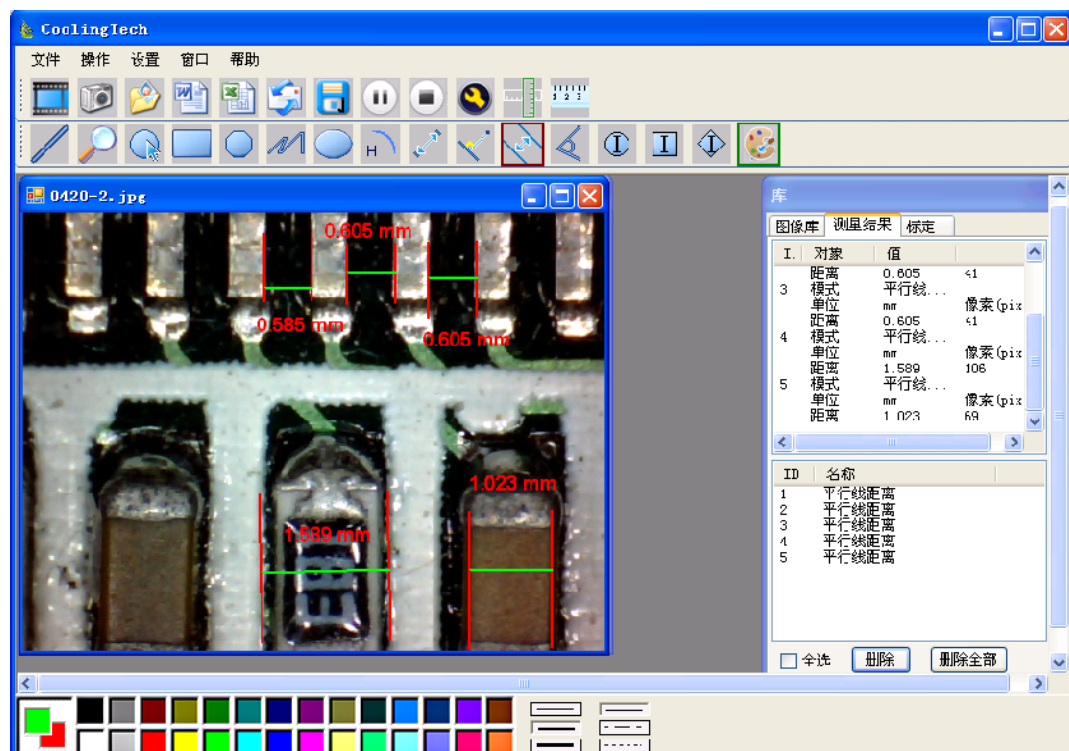 CoolingTech
文件 操作 设置 窗口 帮助
0420-2.jpg
0.605 mm
0.585 mm
0.605 mm
1.023 mm
1.589 mm
库
图像库 测量结果 标定
I. 对象 值
距离 0.605 41
3 模式 平行线...
单位 mm 像素(pix
距离 0.605 41
4 模式 平行线...
单位 mm 像素(pix
距离 1.589 106
5 模式 平行线...
单位 mm 像素(pix
距离 1.023 69
ID 名称
1 平行线距离
2 平行线距离
3 平行线距离
4 平行线距离
5 平行线距离
全选 删除 删除全部